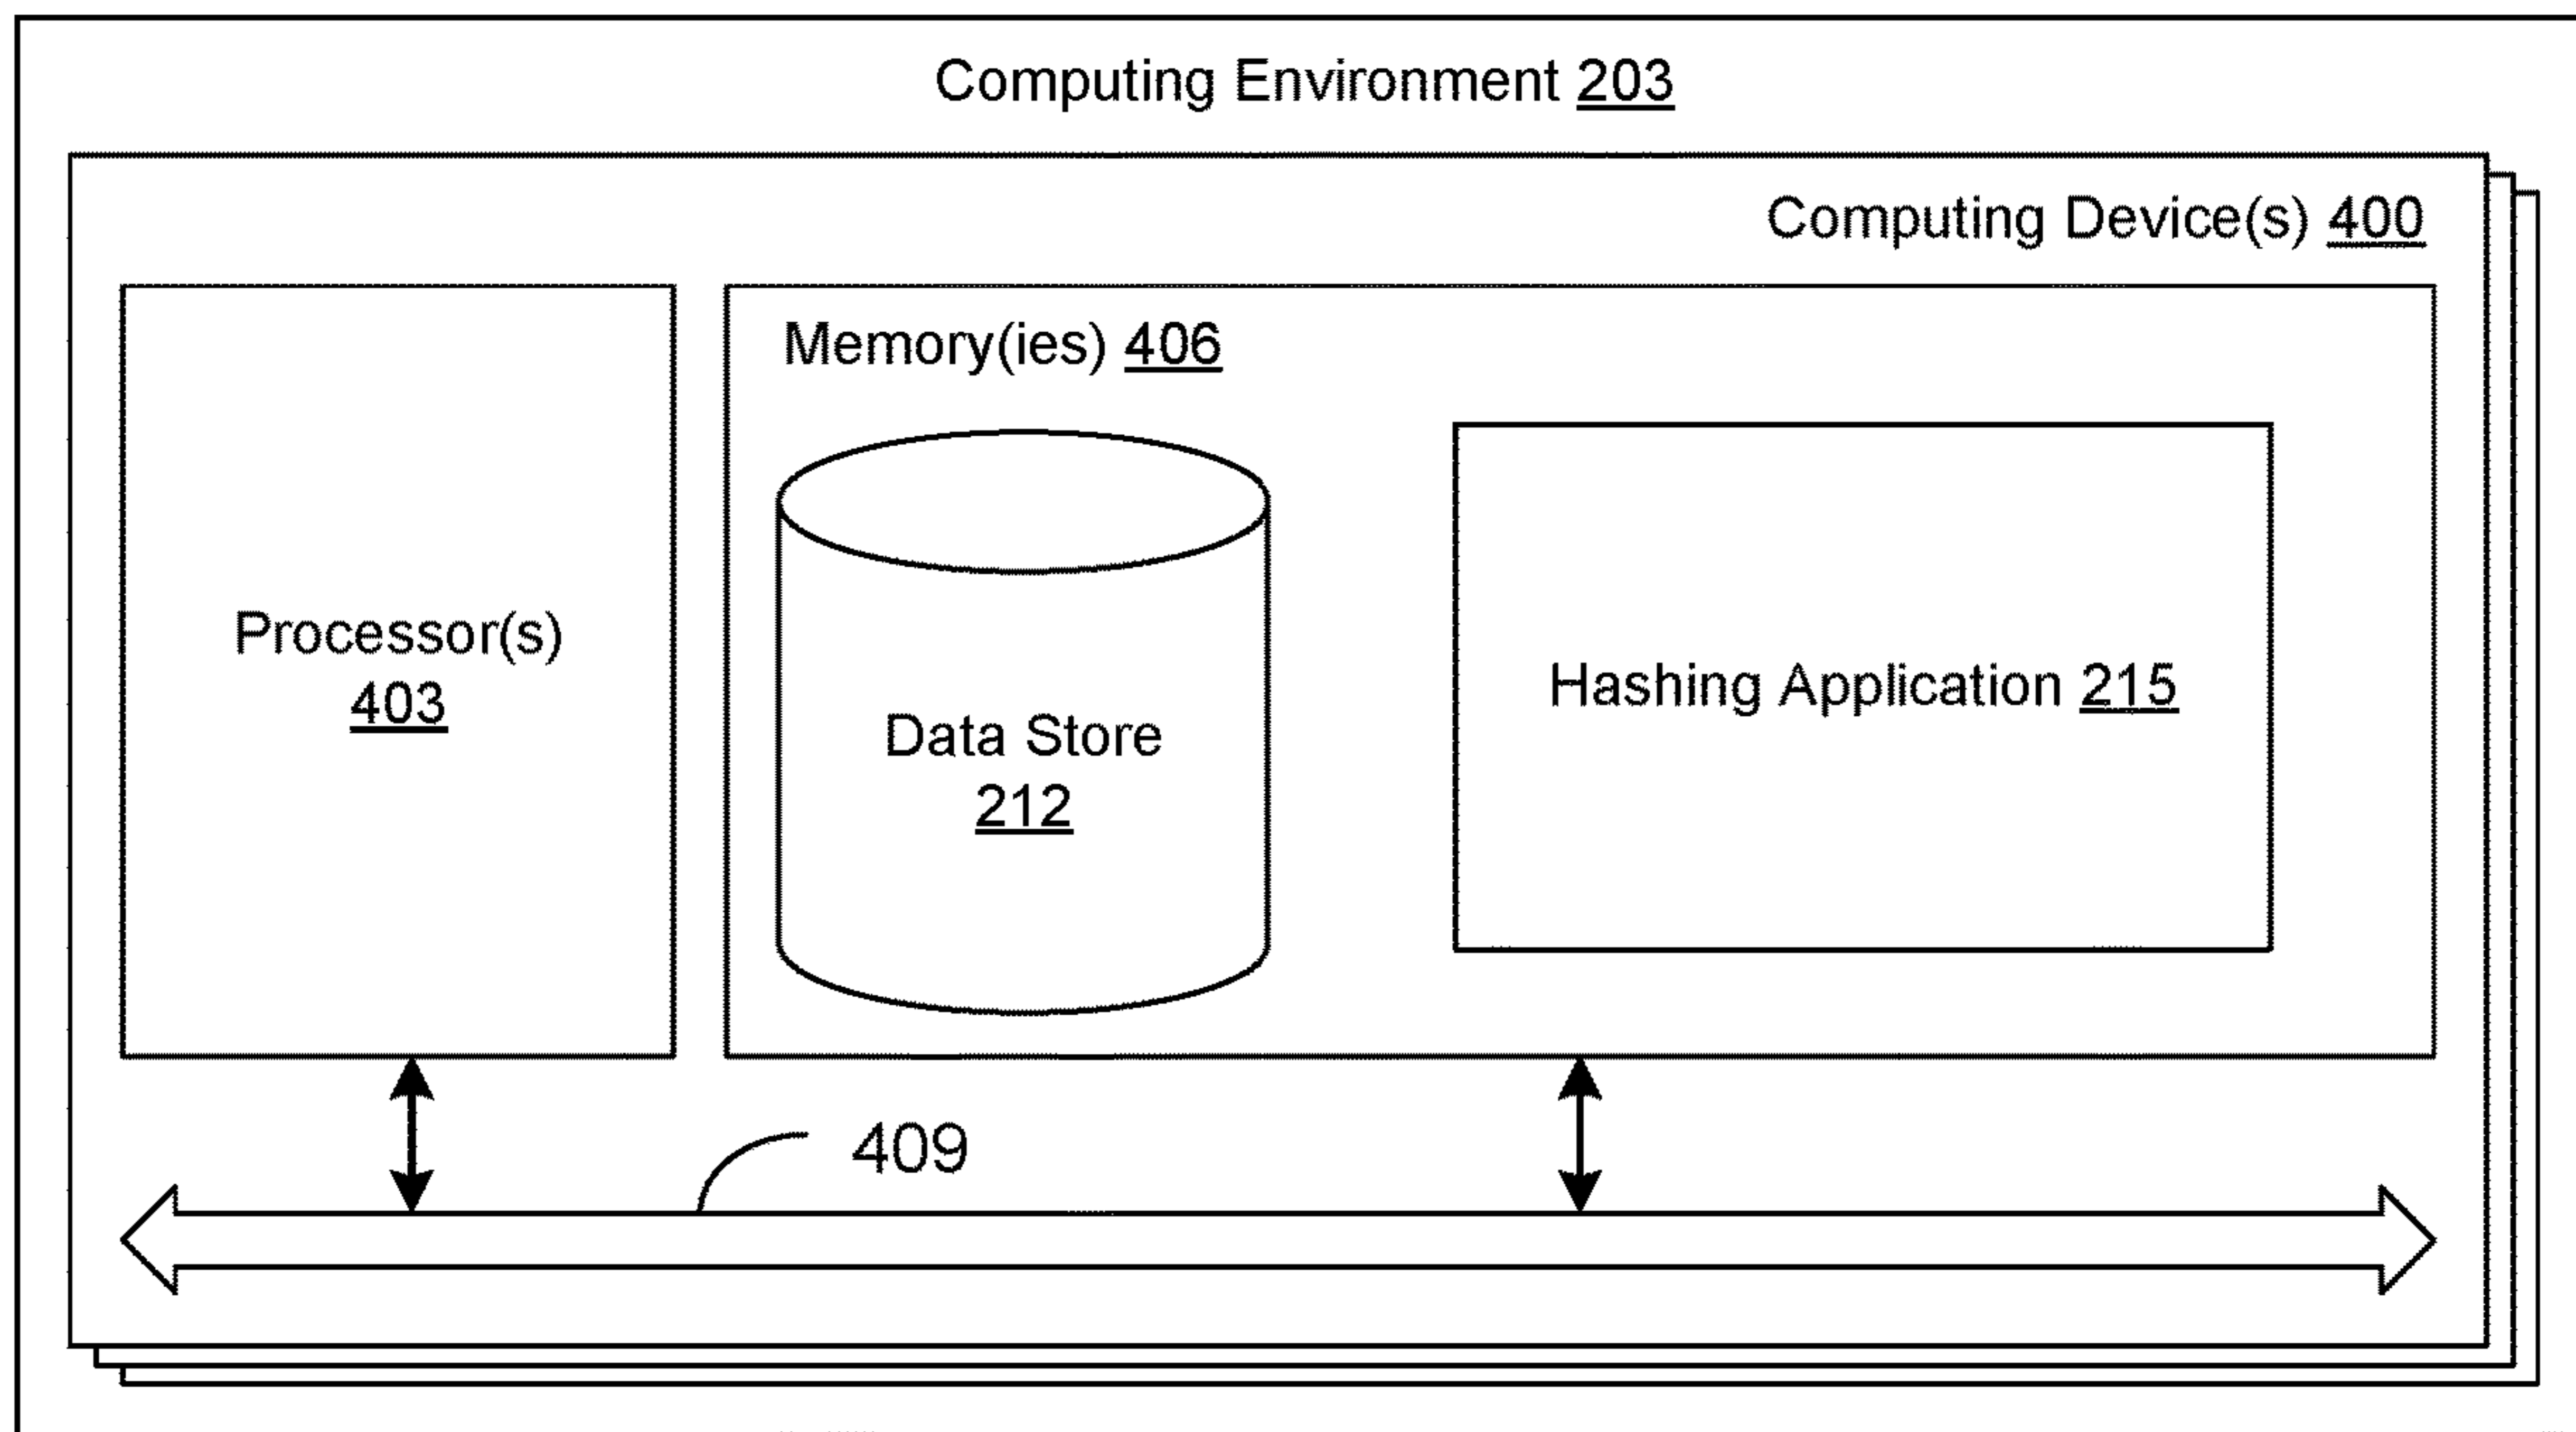 Computing Environment 203
Computing Device(s) 400
Memory(ies) 406
Processor(s)
403
Hashing Application 215
Data Store
212
409